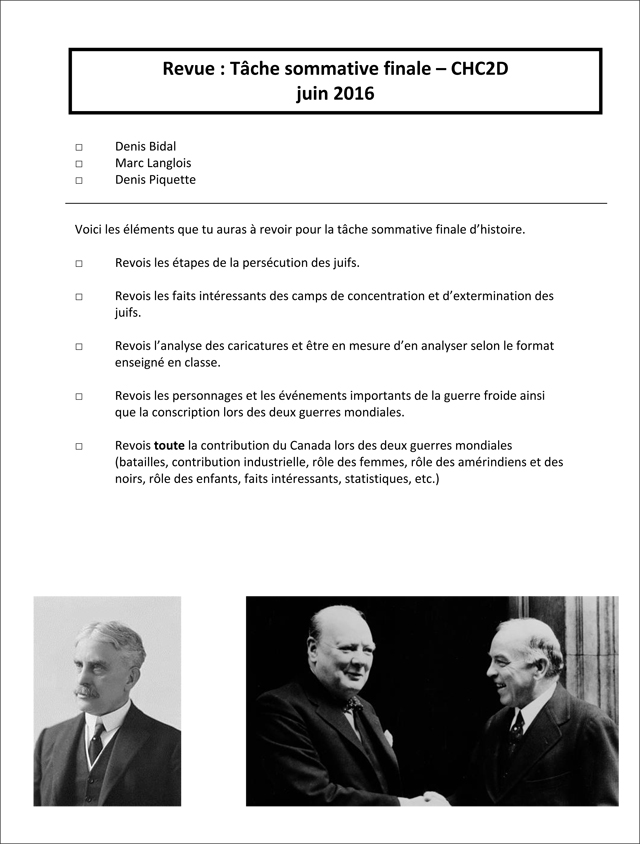 Revue : Tâche sommative finale – CHC2D
juin 2016
□ Denis Bidal
□ Marc Langlois
□ Denis Piquette
Voici les éléments que tu auras à revoir pour la tâche sommative finale d’histoire.
□ Revois les étapes de la persécution des juifs.
□ Revois les faits intéressants des camps de concentration et d’extermination des
juifs.
□ Revois l’analyse des caricatures et être en mesure d’en analyser selon le format
enseigné en classe.
□ Revois les personnages et les événements importants de la guerre froide ainsi
que la conscription lors des deux guerres mondiales.
□ Revois toute la contribution du Canada lors des deux guerres mondiales
(batailles, contribution industrielle, rôle des femmes, rôle des amérindiens et des
noirs, rôle des enfants, faits intéressants, statistiques, etc.)